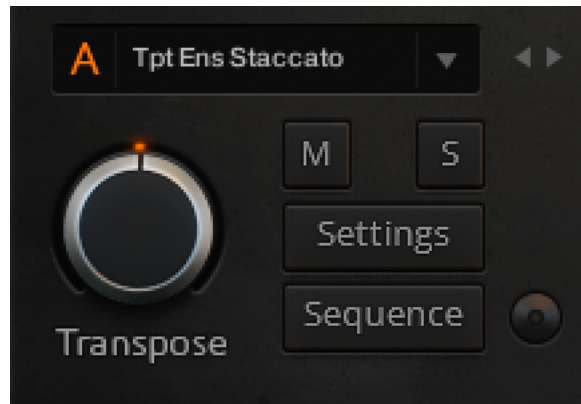 A Tpt Ens Staccato
M S
Settings
Sequence
Transpose